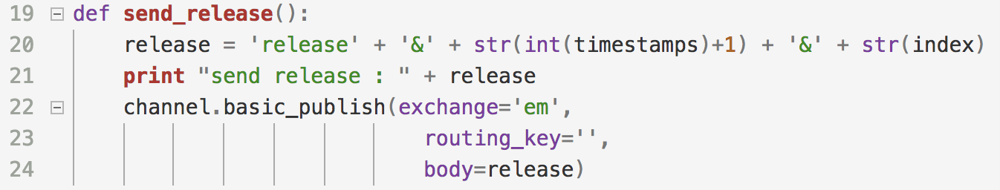 19 def send_release():
20     release = 'release' + '&' + str(int(timestamps)+1) + '&' + str(index)
21     print "send release : " + release
22     channel.basic_publish(exchange='em',
23                             routing_key='',
24                             body=release)